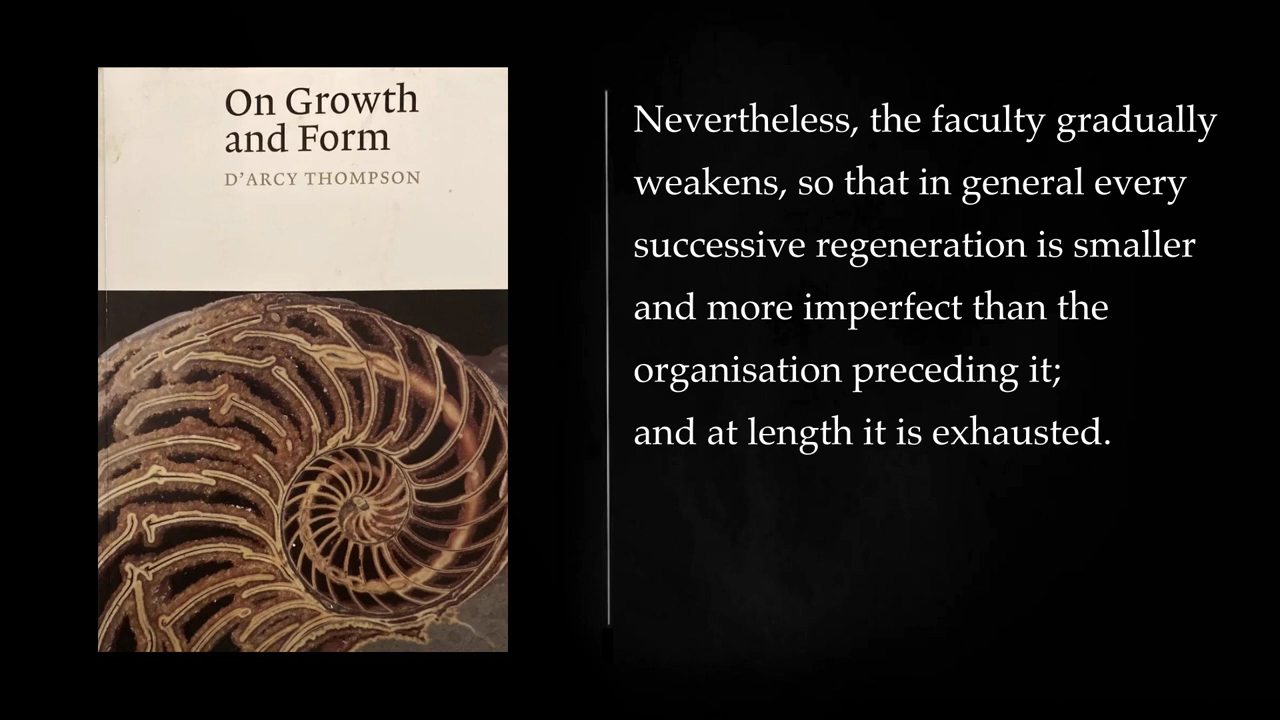 On Growth
and Form
D'ARCY THOMPSON
Nevertheless, the faculty gradually
weakens, so that in general every
successive regeneration is smaller
and more imperfect than the
organisation preceding it;
and at length it is exhausted.